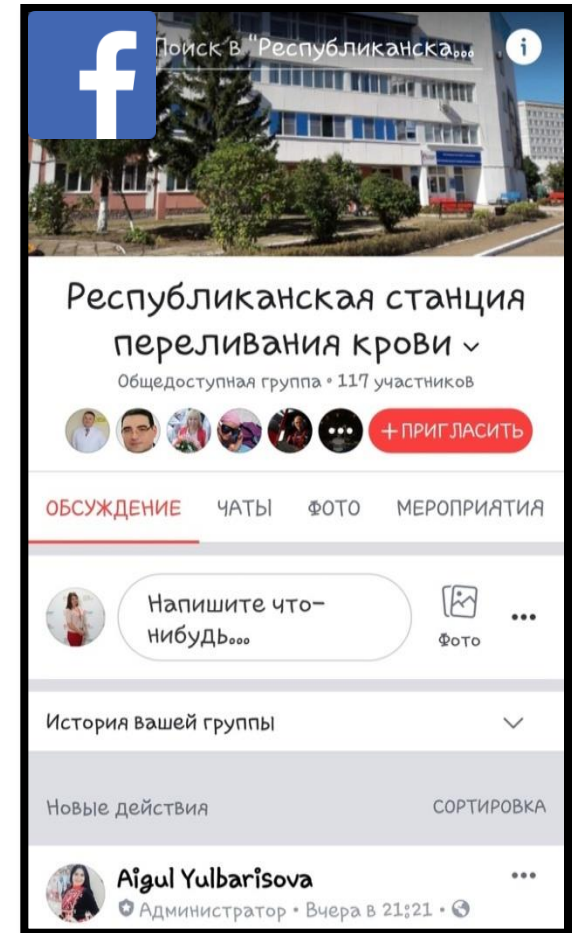 f
Поиск в "Республиканска...
Республиканская станция
переливания крови
Общедоступная группа • 117 участников
+ПРИГЛАСИТЬ
ОБСУЖДЕНИЕ ЧАТЫ ФОТО МЕРОПРИЯТИЯ
Напишите что-
нибудь...
Фото
История вашей группы
Новые действия СОРТИРОВКА
Aigul Yulbarisova
Администратор • Вчера в 21:21 •